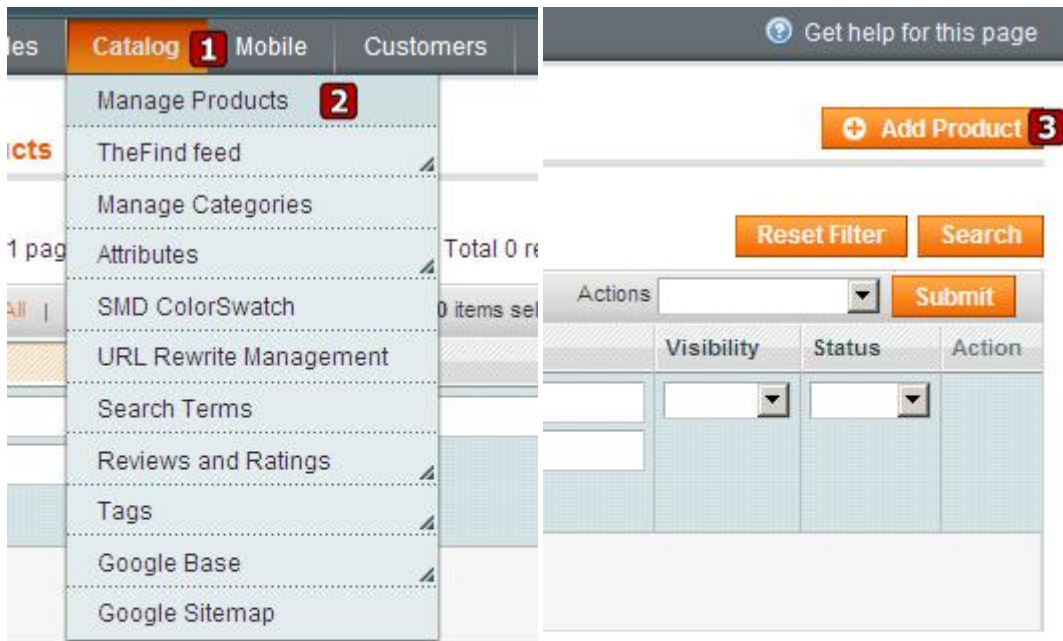 les Catalog 1 Mobile Customers
Manage Products 2
ucts TheFind feed
Manage Categories
1 pag Attributes Total 0 re
All | SMD ColorSwatch 0 items sel
URL Rewrite Management
Search Terms
Reviews and Ratings
Tags
Google Base
Google Sitemap
Get help for this page
Add Product 3
Reset Filter Search
Actions Submit
Visibility Status Action